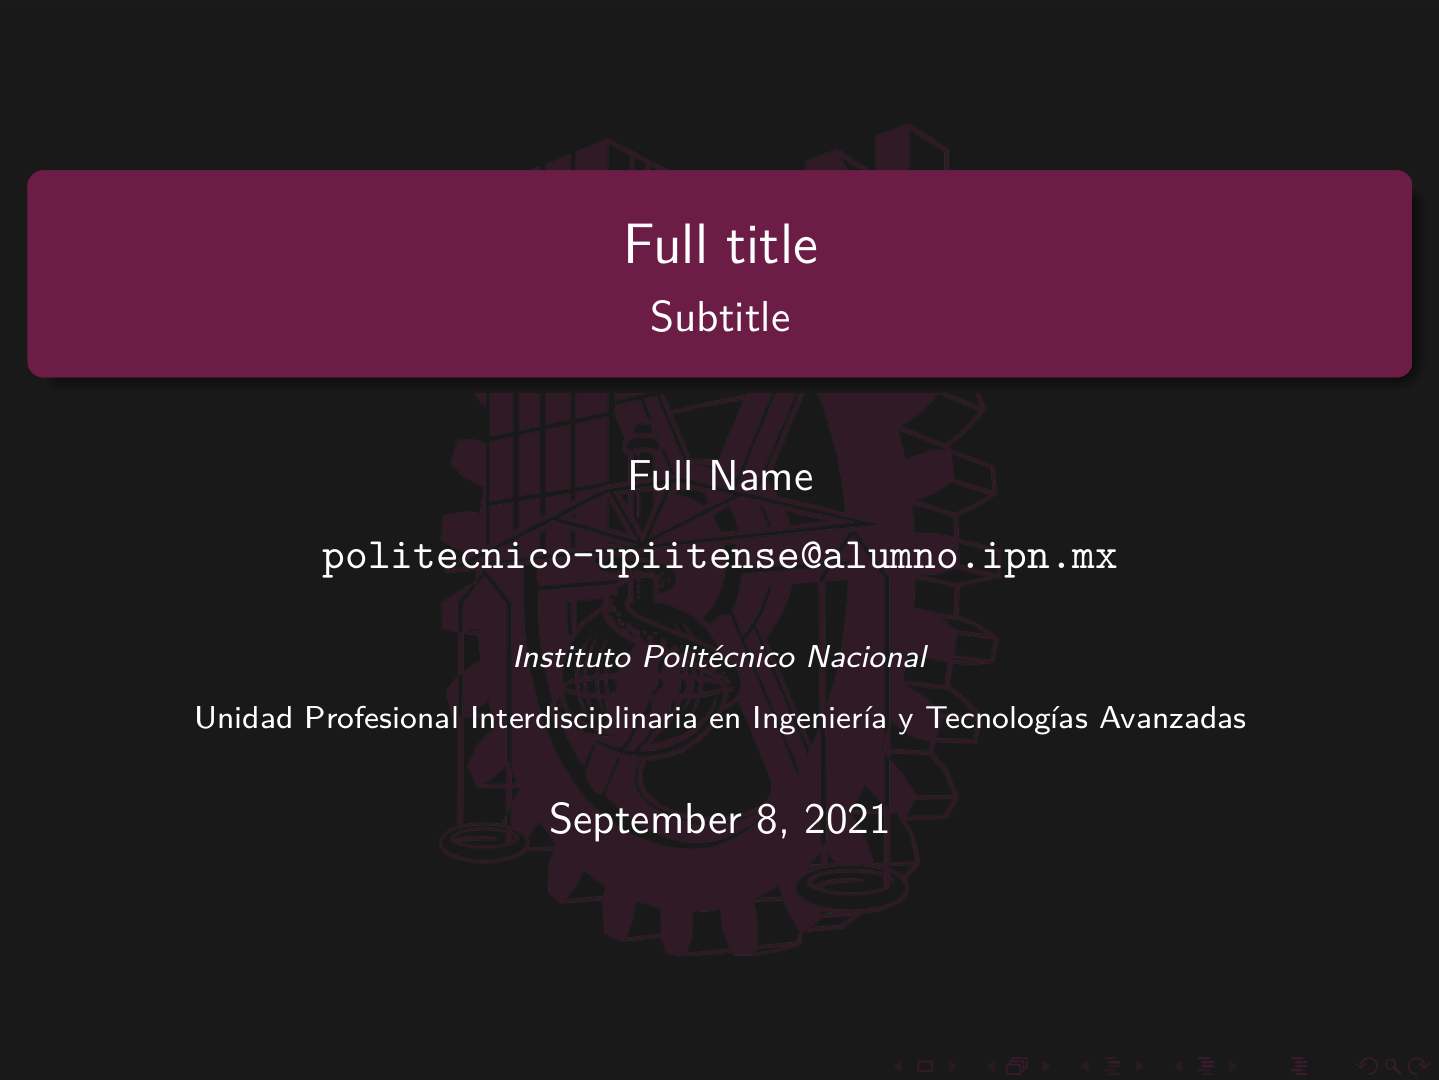 Full title
Subtitle
Full Name
politecnico-upiitense@alumno.ipn.mx
Instituto Politécnico Nacional
Unidad Profesional Interdisciplinaria en Ingeniería y Tecnologías Avanzadas
September 8, 2021